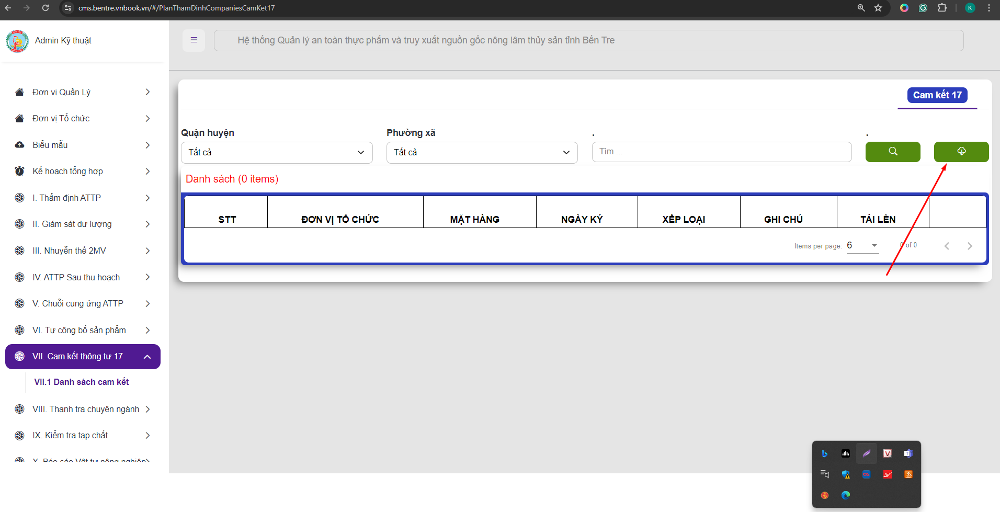 cms.bentre.vnbook.vn/#/PlanThamDinhCompaniesCamKet17
K
Admin Kỹ thuật
Hệ thống Quản lý an toàn thực phẩm và truy xuất nguồn gốc nông lâm thủy sản tỉnh Bến Tre
Đơn vị Quản Lý
Đơn vị Tổ chức
Biểu mẫu
Kế hoạch tổng hợp
I. Thẩm định ATTP
II. Giám sát dư lượng
III. Nhuyễn thể 2MV
IV. ATTP Sau thu hoạch
V. Chuỗi cung ứng ATTP
VI. Tự công bố sản phẩm
VII. Cam kết thông tư 17
VII.1 Danh sách cam kết
VIII. Thanh tra chuyên ngành
IX. Kiểm tra tạp chất
X. Báo cáo Vật tư nông nghiệp
Cam kết 17
Quận huyện
Phường xã
.
.
Tất cả
Tất cả
Tìm ...
Danh sách (0 items)
STT ĐƠN VỊ TỔ CHỨC MẶT HÀNG NGÀY KÝ XẾP LOẠI GHI CHÚ TẢI LÊN
Items per page: 6 0 of 0